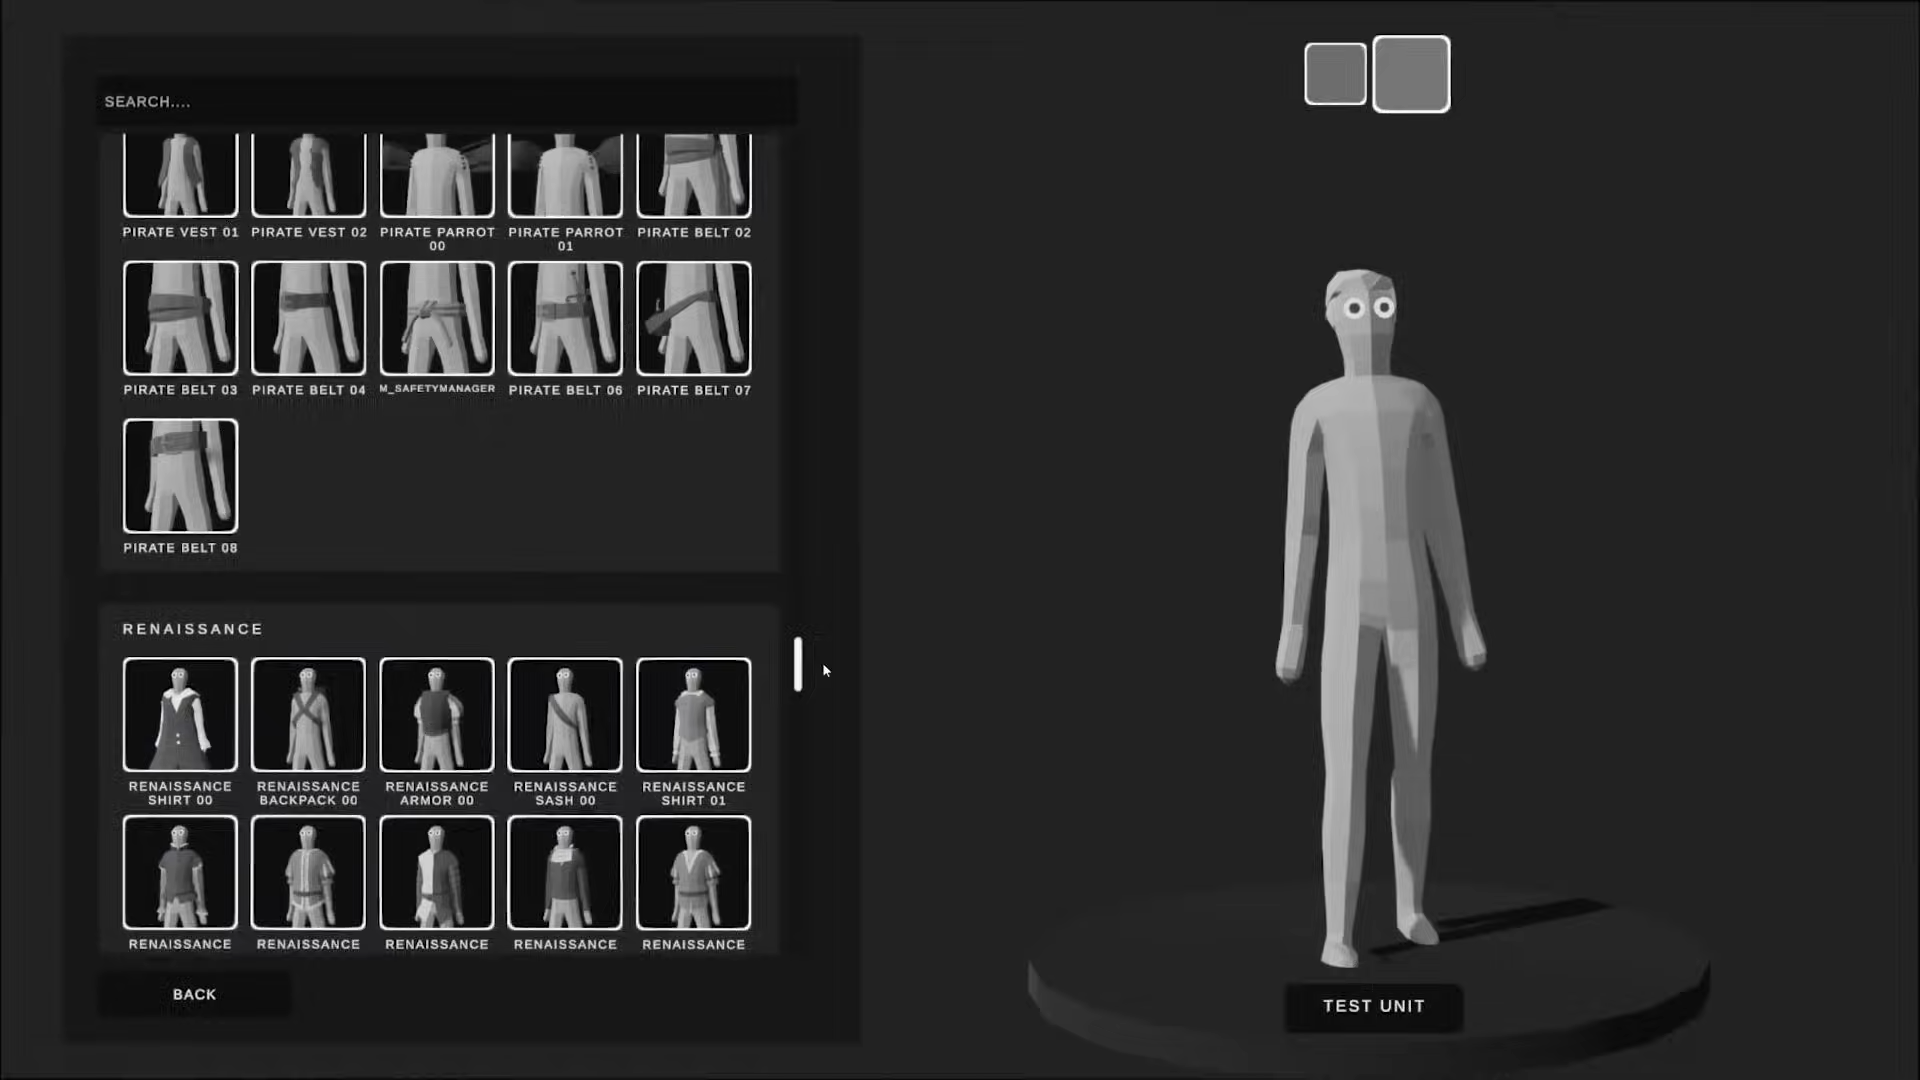 SEARCH....
PIRATE VEST 01
PIRATE VEST 02
PIRATE PARROT
00
PIRATE PARROT
01
PIRATE BELT 02
PIRATE BELT 03
PIRATE BELT 04
M_SAFETYMANAGER
PIRATE BELT 06
PIRATE BELT 07
PIRATE BELT 08
RENAISSANCE
RENAISSANCE
SHIRT 00
RENAISSANCE
BACKPACK 00
RENAISSANCE
ARMOR 00
RENAISSANCE
SASH 00
RENAISSANCE
SHIRT 01
RENAISSANCE
RENAISSANCE
RENAISSANCE
RENAISSANCE
RENAISSANCE
BACK
TEST UNIT